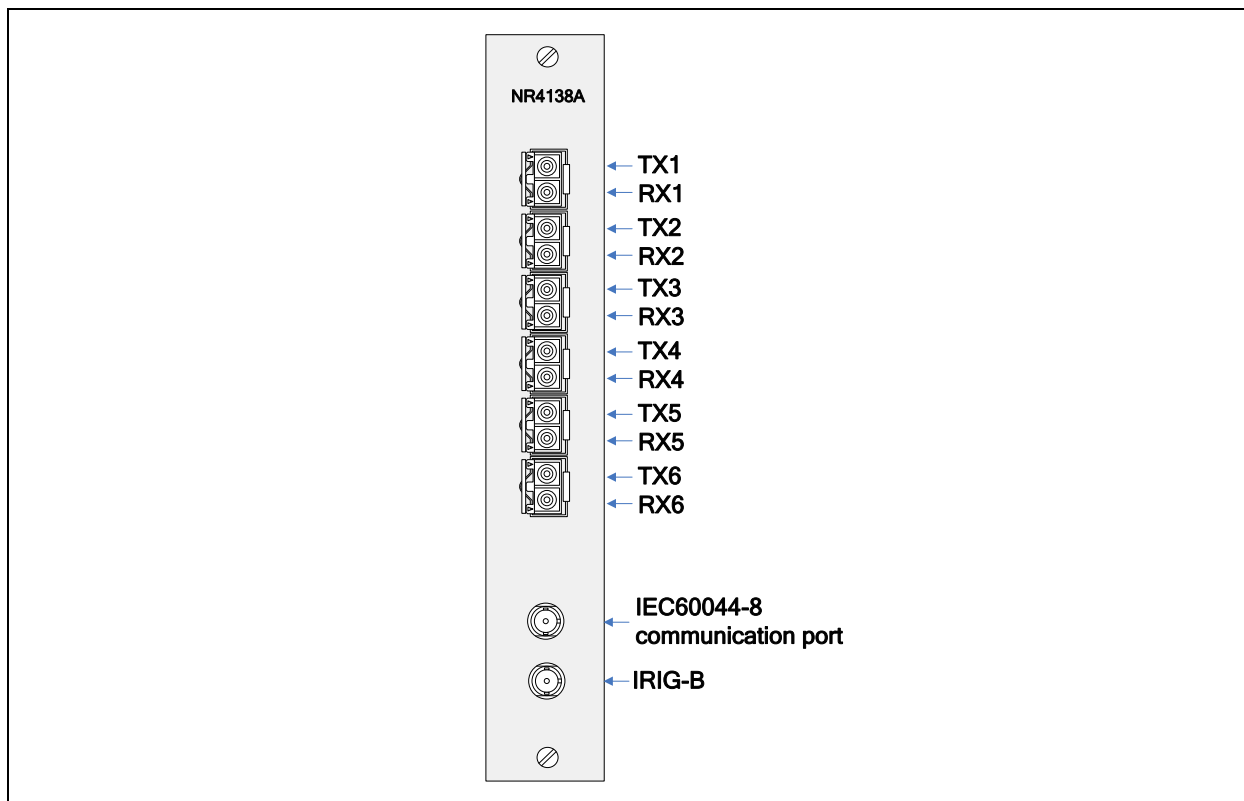 NR4138A
TX1
RX1
TX2
RX2
TX3
RX3
TX4
RX4
TX5
RX5
TX6
RX6
IEC60044-8
communication port
IRIG-B